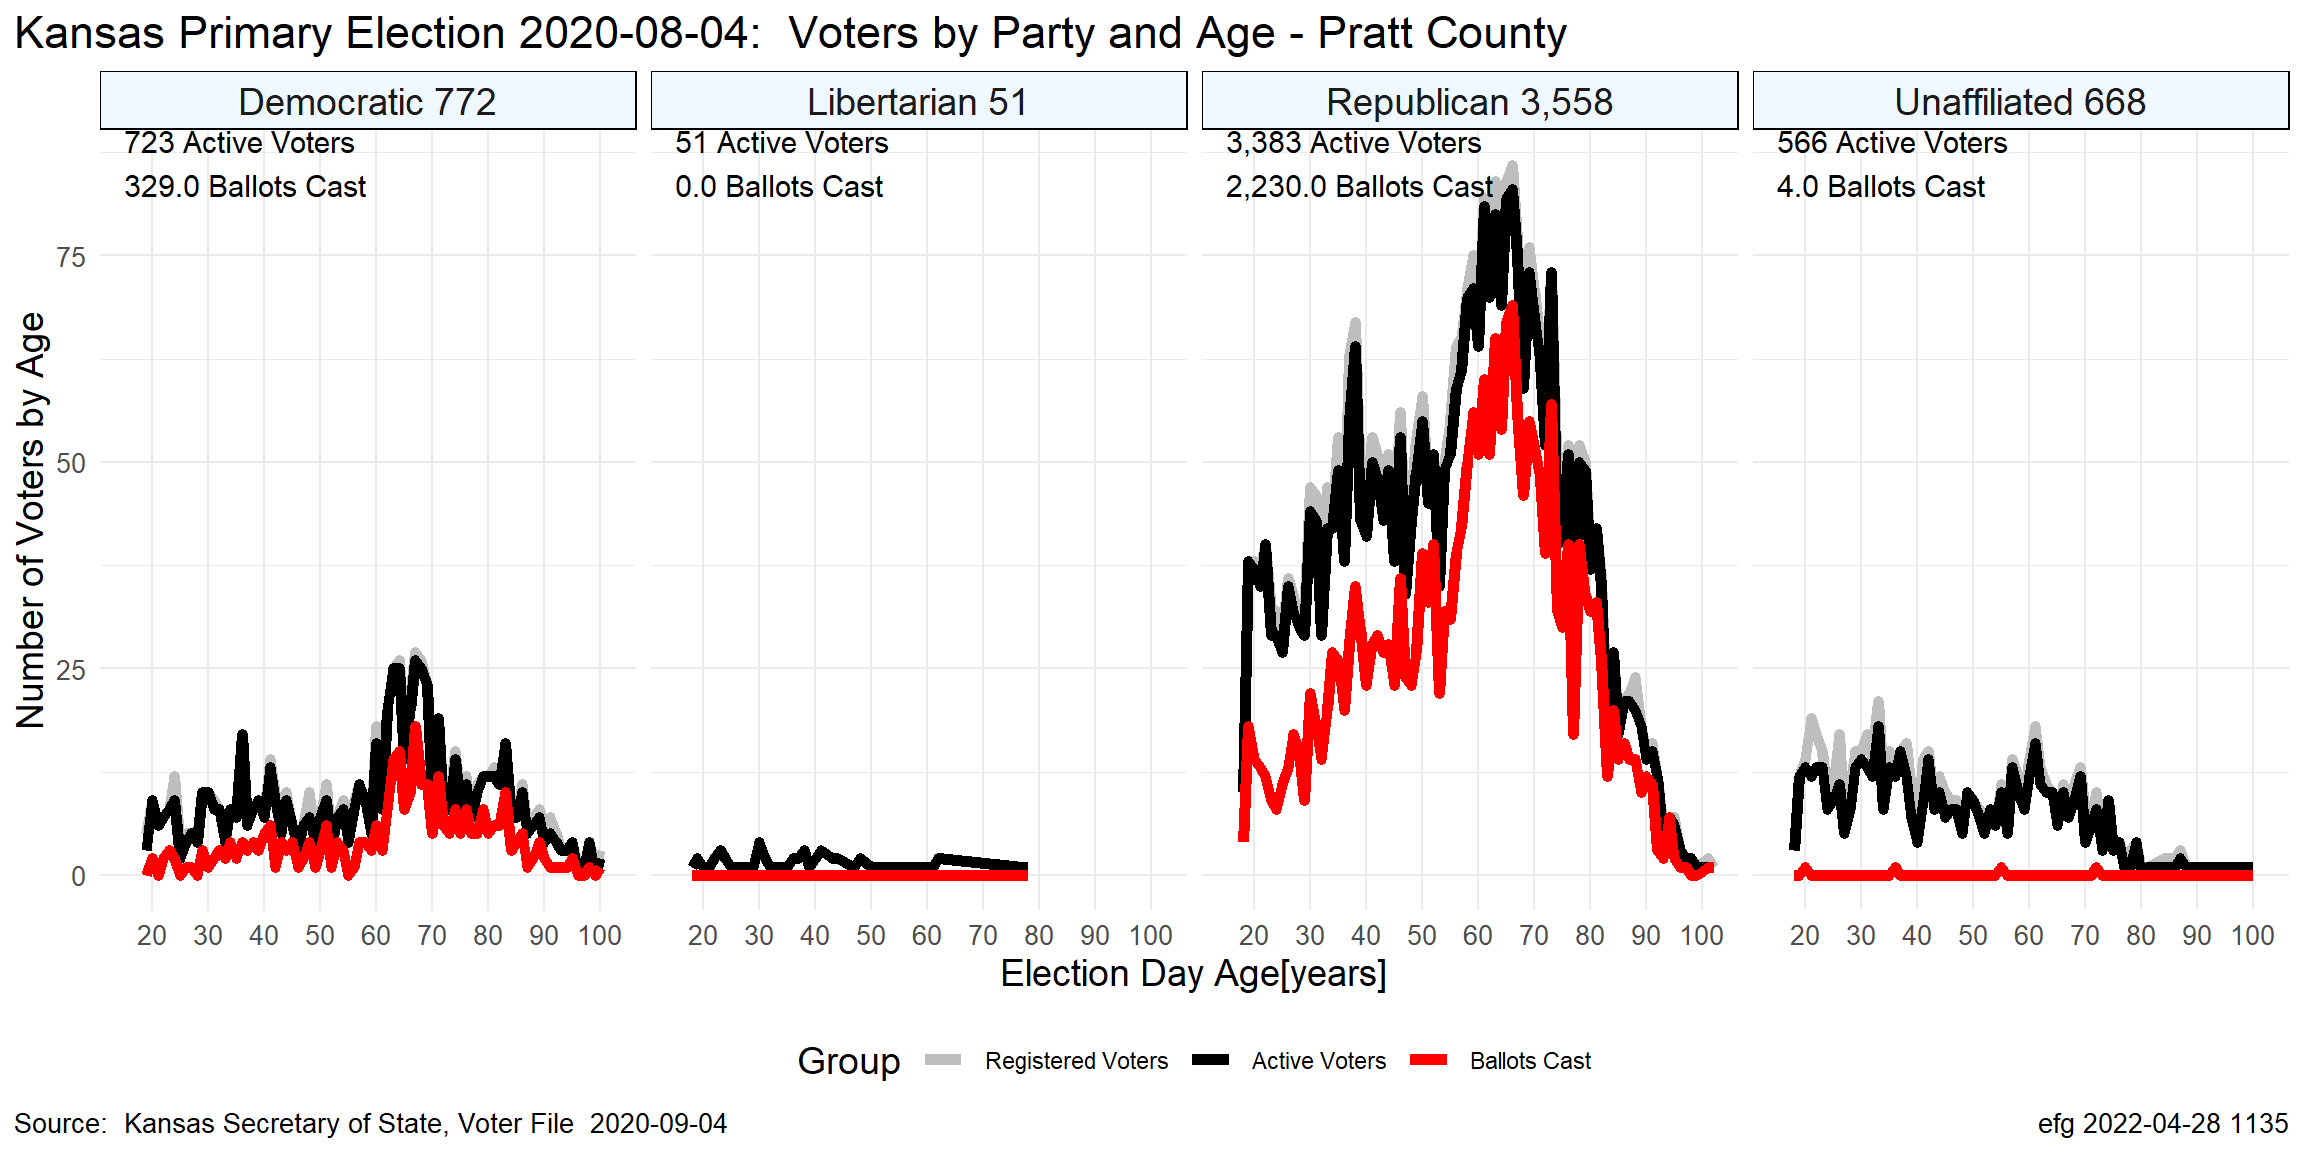 Kansas Primary Election 2020-08-04:  Voters by Party and Age - Pratt County
Democratic 772
Libertarian 51
Republican 3,558
Unaffiliated 668
723 Active Voters
329.0 Ballots Cast
51 Active Voters
0.0 Ballots Cast
3,383 Active Voters
2,230.0 Ballots Cast
566 Active Voters
4.0 Ballots Cast
Number of Voters by Age
75
50
25
0
20 30 40 50 60 70 80 90 100
20 30 40 50 60 70 80 90 100
20 30 40 50 60 70 80 90 100
20 30 40 50 60 70 80 90 100
Election Day Age[years]
Group Registered Voters Active Voters Ballots Cast
Source:  Kansas Secretary of State, Voter File  2020-09-04
efg 2022-04-28 1135